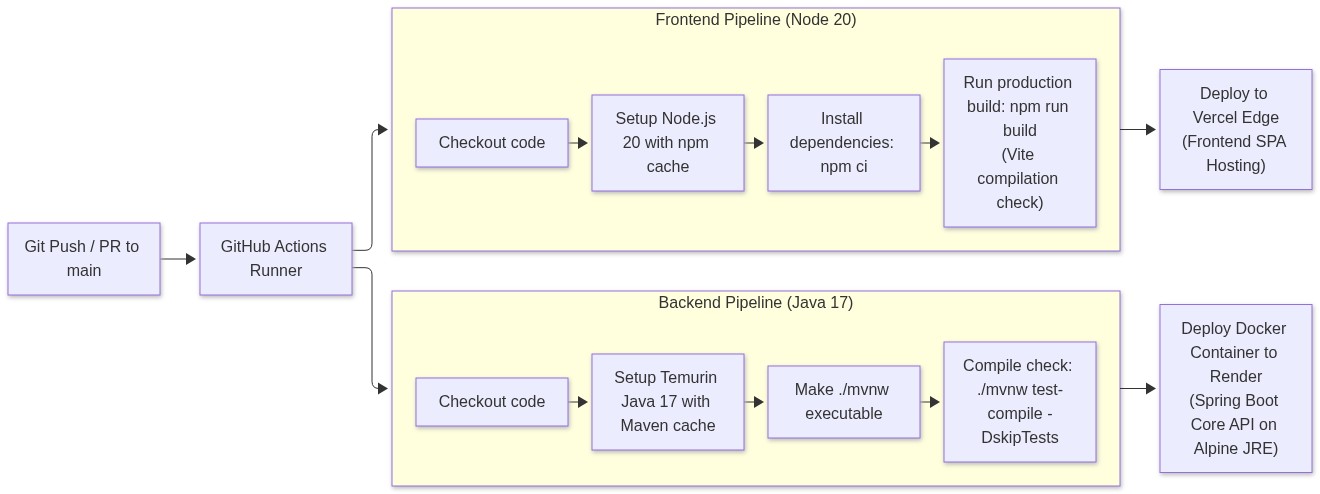 Git Push / PR to
main
GitHub Actions
Runner
Frontend Pipeline (Node 20)
Checkout code
Setup Node.js
20 with npm
cache
Install
dependencies:
npm ci
Run production
build: npm run
build
(Vite
compilation
check)
Deploy to
Vercel Edge
(Frontend SPA
Hosting)
Backend Pipeline (Java 17)
Checkout code
Setup Temurin
Java 17 with
Maven cache
Make ./mvnw
executable
Compile check:
./mvnw test-
compile -
DskipTests
Deploy Docker
Container to
Render
(Spring Boot
Core API on
Alpine JRE)